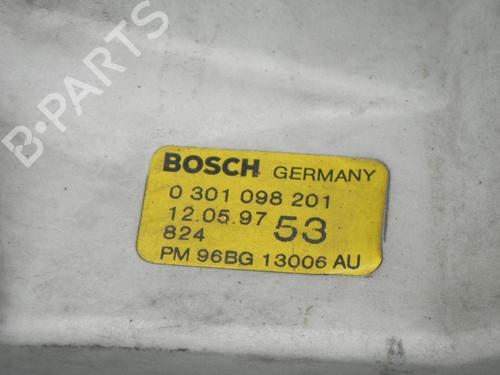 B-PARTS
BOSCH GERMANY
0 301 098 201
12.05.97 53
824
PM 96BG 13006 AU